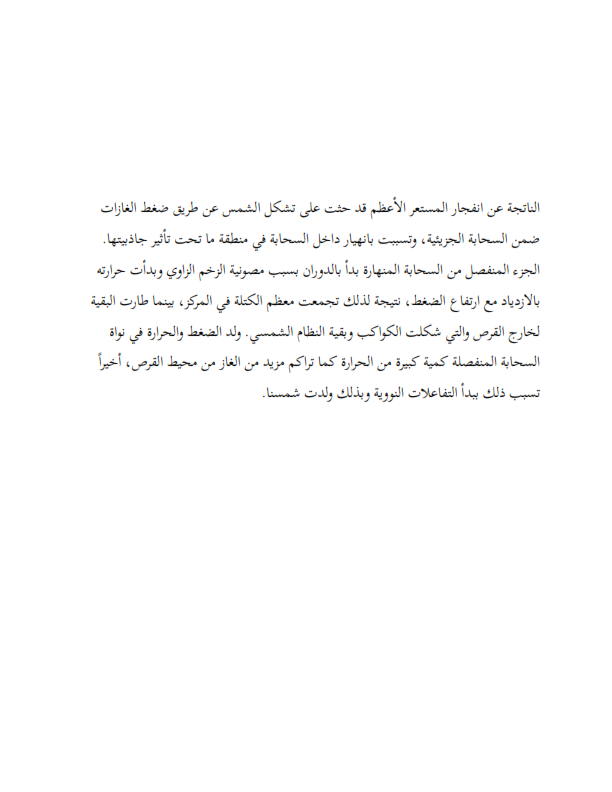 الناتجة عن انفجار المستعر الأعظم قد حثت على تشكل الشمس عن طريق ضغط الغازات
ضمن السحابة الجزيئية، وتسببت بانهيار داخل السحابة في منطقة ما تحت تأثير جاذبيتها.
الجزء المنفصل من السحابة المنهارة بدأ بالدوران بسبب مصونية الزخم الزاوي وبدأت حرارته
بالازدياد مع ارتفاع الضغط، نتيجة لذلك تجمعت معظم الكتلة في المركز، بينما طارت البقية
لخارج القرص والتي شكلت الكواكب وبقية النظام الشمسي. ولد الضغط والحرارة في نواة
السحابة المنفصلة كمية كبيرة من الحرارة كما تراكم مزيد من الغاز من محيط القرص، أخيراً
تسبب ذلك ببدأ التفاعلات النووية وبذلك ولدت شمسنا.